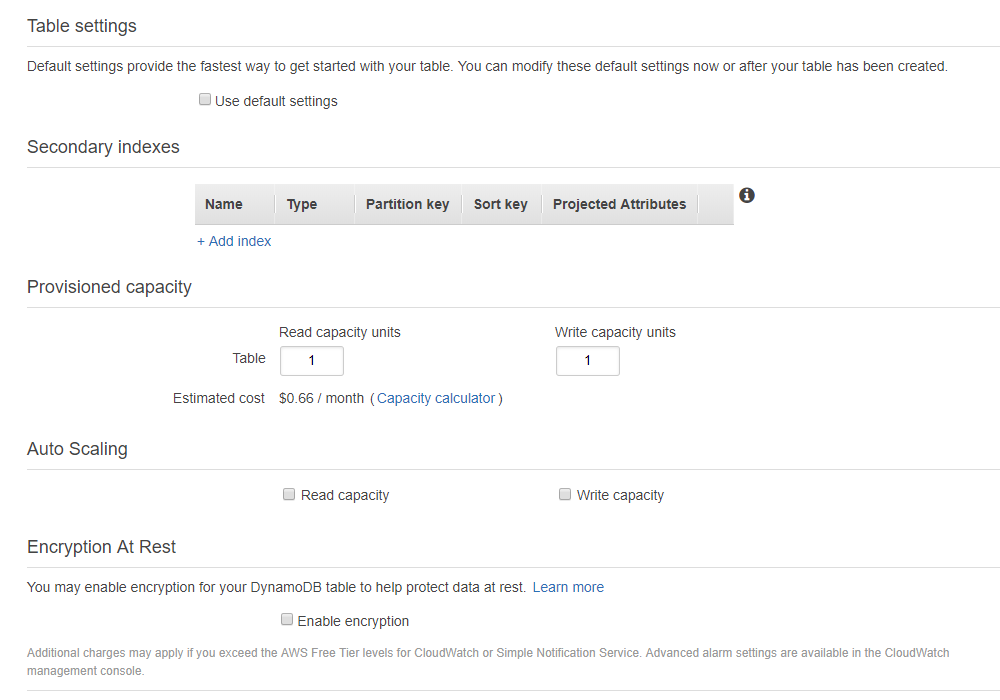 Table settings
Default settings provide the fastest way to get started with your table. You can modify these default settings now or after your table has been created.
Use default settings
Secondary indexes
Name Type Partition key Sort key Projected Attributes
+ Add index
Provisioned capacity
Read capacity units Write capacity units
Table 1 1
Estimated cost $0.66 / month ( Capacity calculator )
Auto Scaling
Read capacity Write capacity
Encryption At Rest
You may enable encryption for your DynamoDB table to help protect data at rest. Learn more
Enable encryption
Additional charges may apply if you exceed the AWS Free Tier levels for CloudWatch or Simple Notification Service. Advanced alarm settings are available in the CloudWatch
management console.